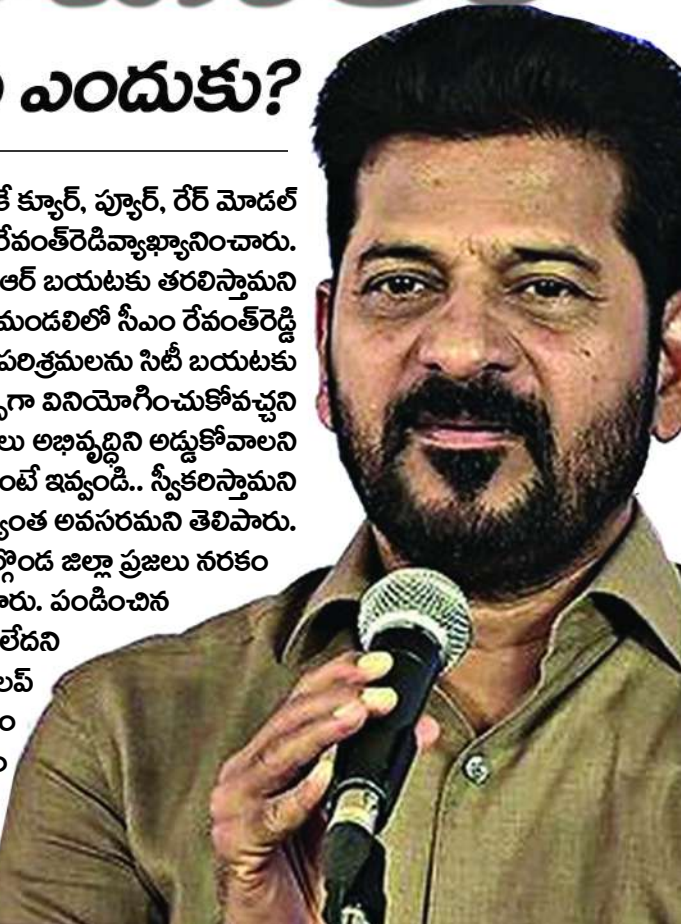 ఎందుకు?
క్యూర్, ప్యూర్, రేర్ మోడల్
రేవంత్‌రెడివ్యాఖ్యానించారు.
బయటకు తరలిస్తామని
మండలిలో సీఎం రేవంత్‌రెడ్డి
పరిశ్రమలను సిటీ బయటకు
వినియోగించుకోవచ్చని
అభివృద్ధిని అడ్డుకోవాలని
ఇవ్వండి.. స్వీకరిస్తామని
అవసరమని తెలిపారు.
జిల్లా ప్రజలు నరకం
పండించిన
లేదని